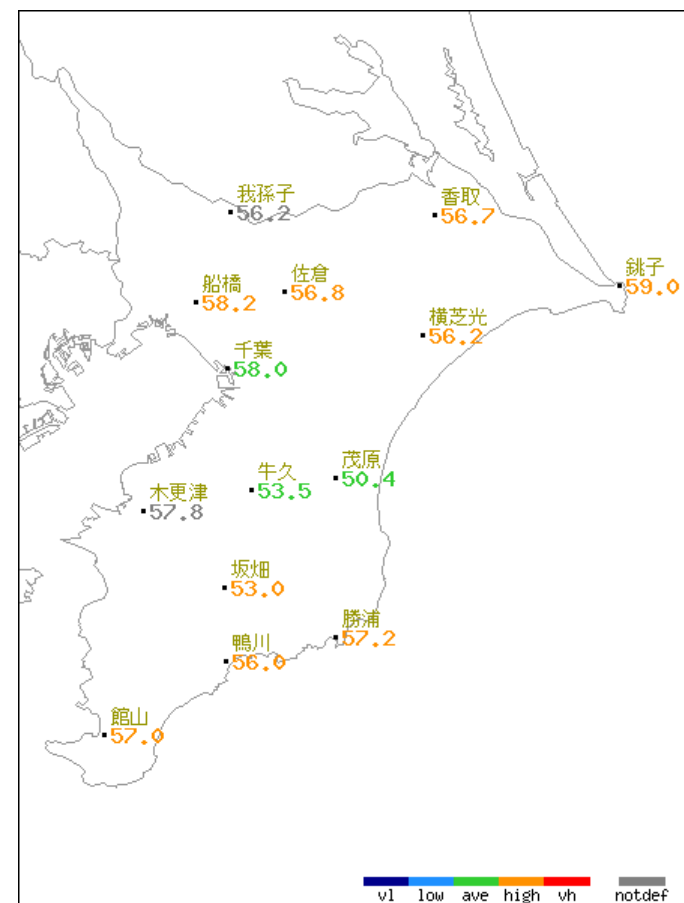 我孫子
56.2
香取
56.7
銚子
59.0
船橋
58.2
佐倉
56.8
横芝光
56.2
千葉
58.0
牛久
53.5
茂原
50.4
木更津
57.8
坂畑
53.0
勝浦
57.2
鴨川
56.0
館山
57.0
vl low ave high vh notdef